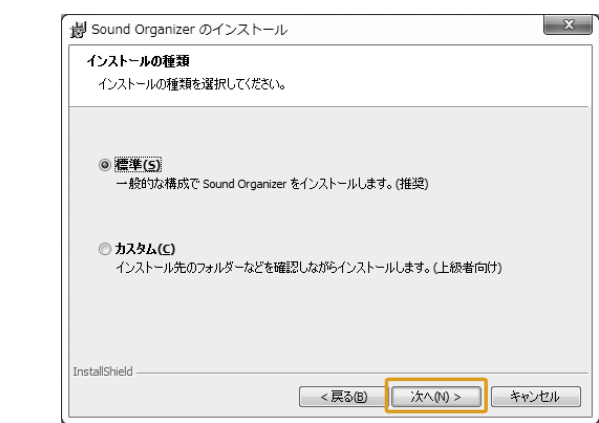 Sound Organizer のインストール
インストールの種類
インストールの種類を選択してください。
標準(S)
一般的な構成で Sound Organizer をインストールします。(推奨)
カスタム(C)
インストール先のフォルダーなどを確認しながらインストールします。(上級者向け)
InstallShield
< 戻る(B) 次へ(N) > キャンセル